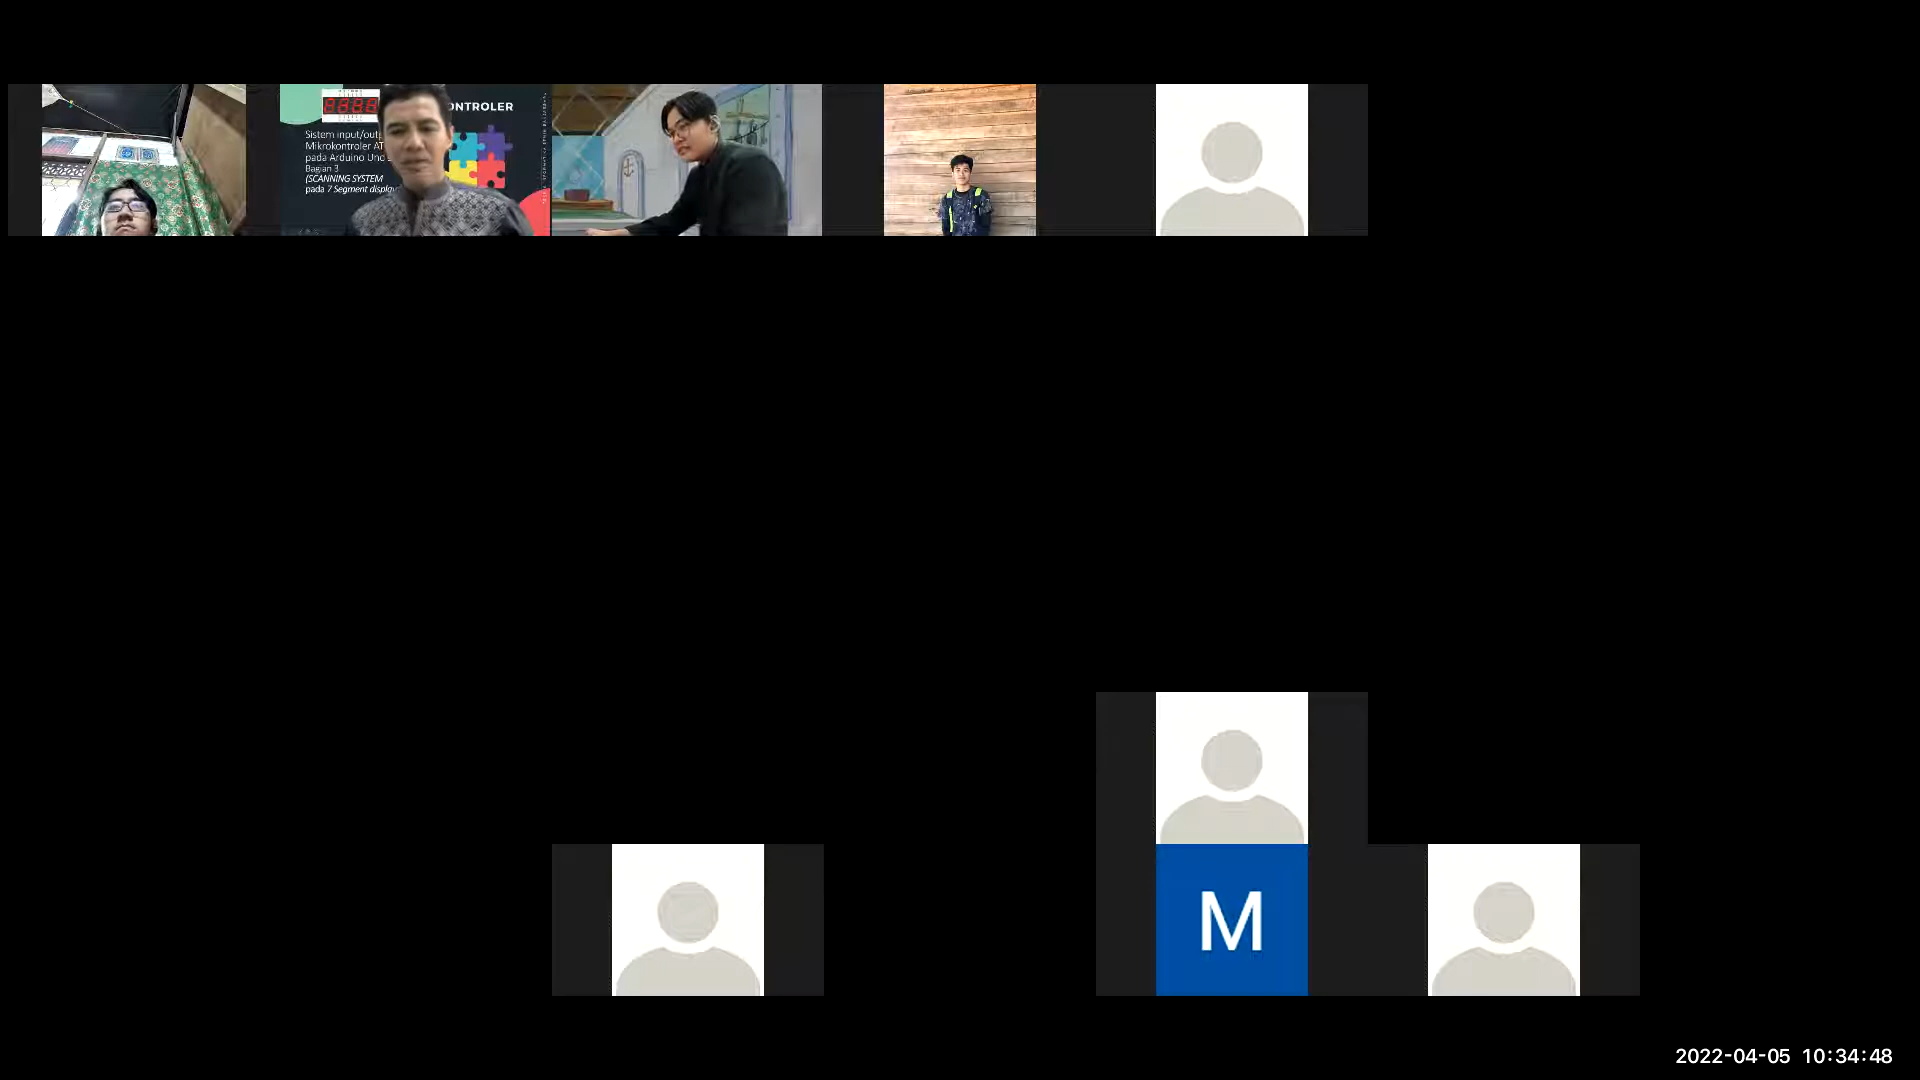 ONTROLER
Sistem input/outp
Mikrokontroler AT
pada Arduino Uno
Bagian 3
(SCANNING SYSTEM
pada 7 Segment displa
M
2022-04-05 10:34:48